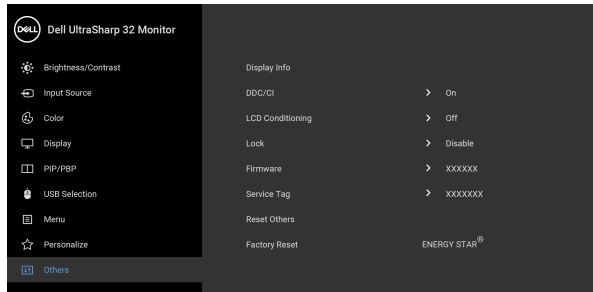 DELL Dell UltraSharp 32 Monitor
Brightness/Contrast
Display Info
Input Source
DDC/CI > On
Color
LCD Conditioning > Off
Display
Lock > Disable
PIP/PBP
Firmware > XXXXXX
USB Selection
Service Tag > XXXXXXX
Menu
Reset Others
Personalize
Factory Reset ENERGY STAR®
Others